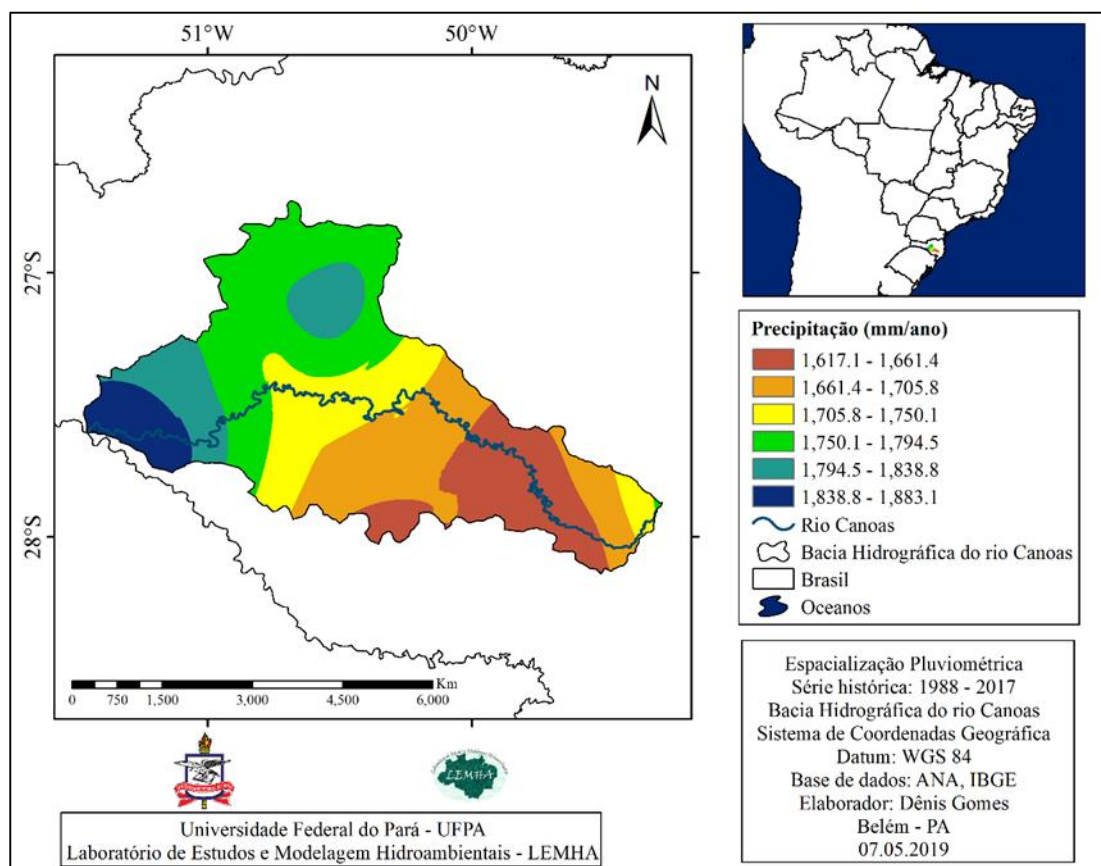 51°W 50°W
N
27°S
28°S
Km
0 750 1,500 3,000 4,500 6,000
Precipitação (mm/ano)
1,617.1 - 1,661.4
1,661.4 - 1,705.8
1,705.8 - 1,750.1
1,750.1 - 1,794.5
1,794.5 - 1,838.8
1,838.8 - 1,883.1
Rio Canoas
Bacia Hidrográfica do rio Canoas
Brasil
Oceanos
Espacialização Pluviométrica
Série histórica: 1988 - 2017
Bacia Hidrográfica do rio Canoas
Sistema de Coordenadas Geográfica
Datum: WGS 84
Base de dados: ANA, IBGE
Elaborador: Dênis Gomes
Belém - PA
07.05.2019
LEMHA
Universidade Federal do Pará - UFPA
Laboratório de Estudos e Modelagem Hidroambientais - LEMHA